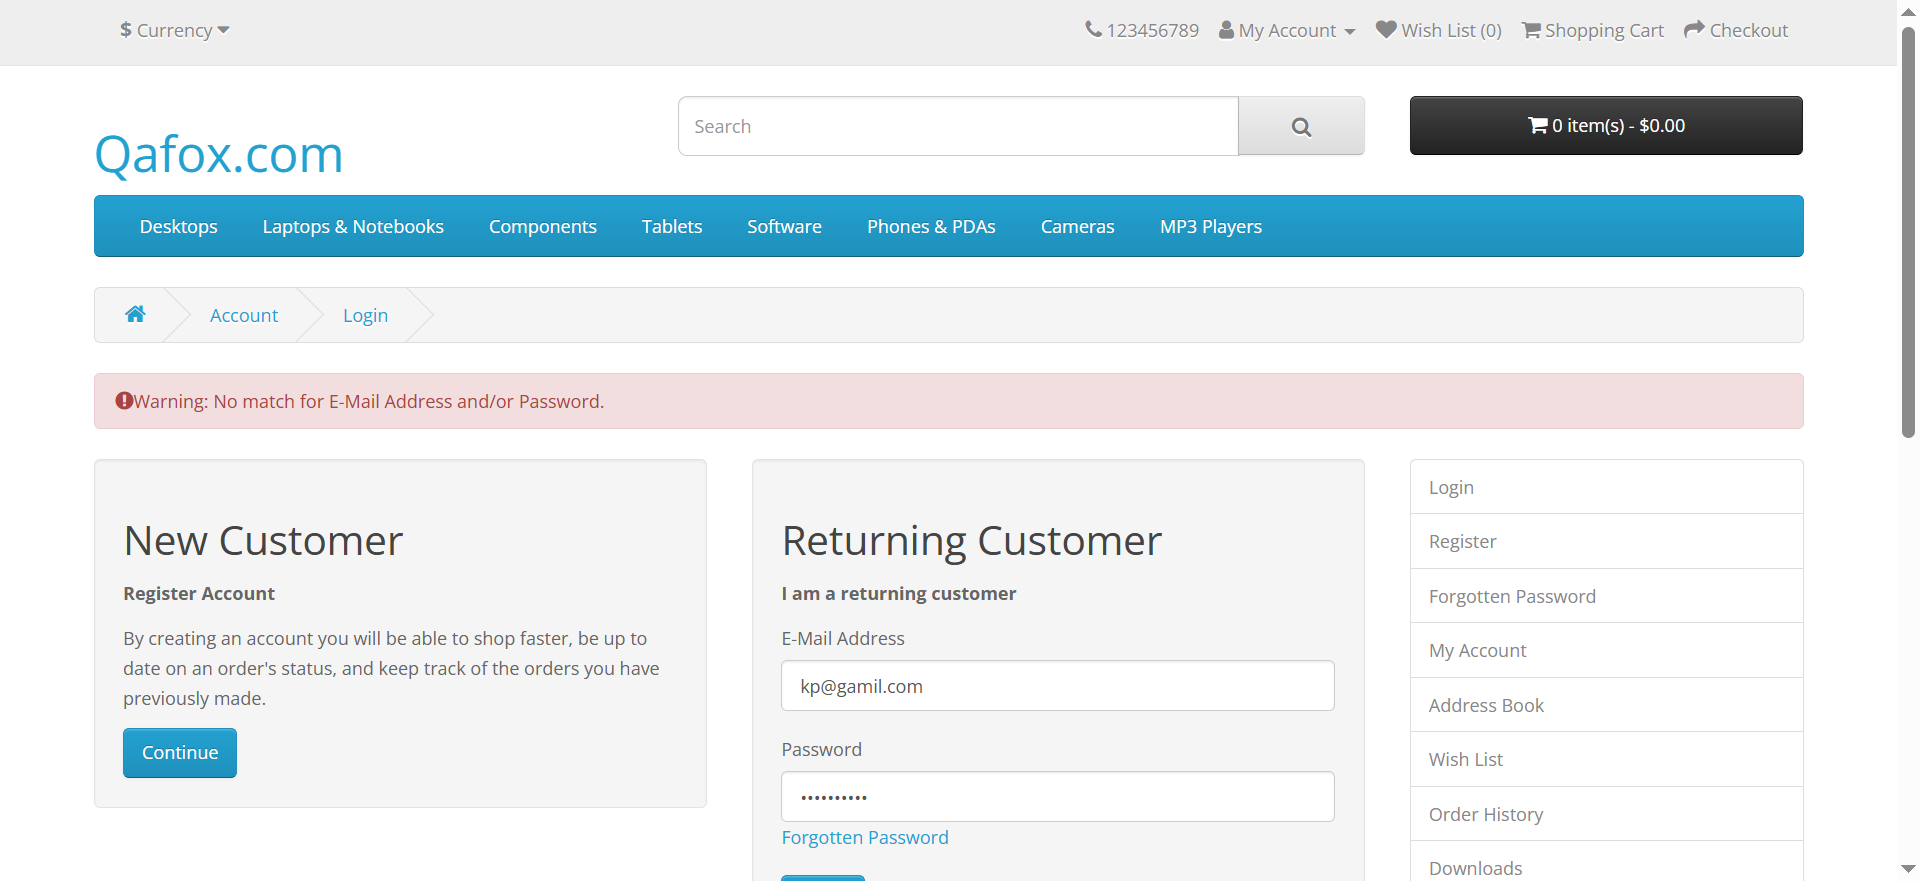 $ Currency
123456789 My Account Wish List (0) Shopping Cart Checkout
Qafox.com
Search
0 item(s) - $0.00
Desktops Laptops & Notebooks Components Tablets Software Phones & PDAs Cameras MP3 Players
Account Login
Warning: No match for E-Mail Address and/or Password.
New Customer
Register Account
By creating an account you will be able to shop faster, be up to
date on an order's status, and keep track of the orders you have
previously made.
Continue
Returning Customer
I am a returning customer
E-Mail Address
kp@gamil.com
Password
••••••••••
Forgotten Password
Login
Register
Forgotten Password
My Account
Address Book
Wish List
Order History
Downloads